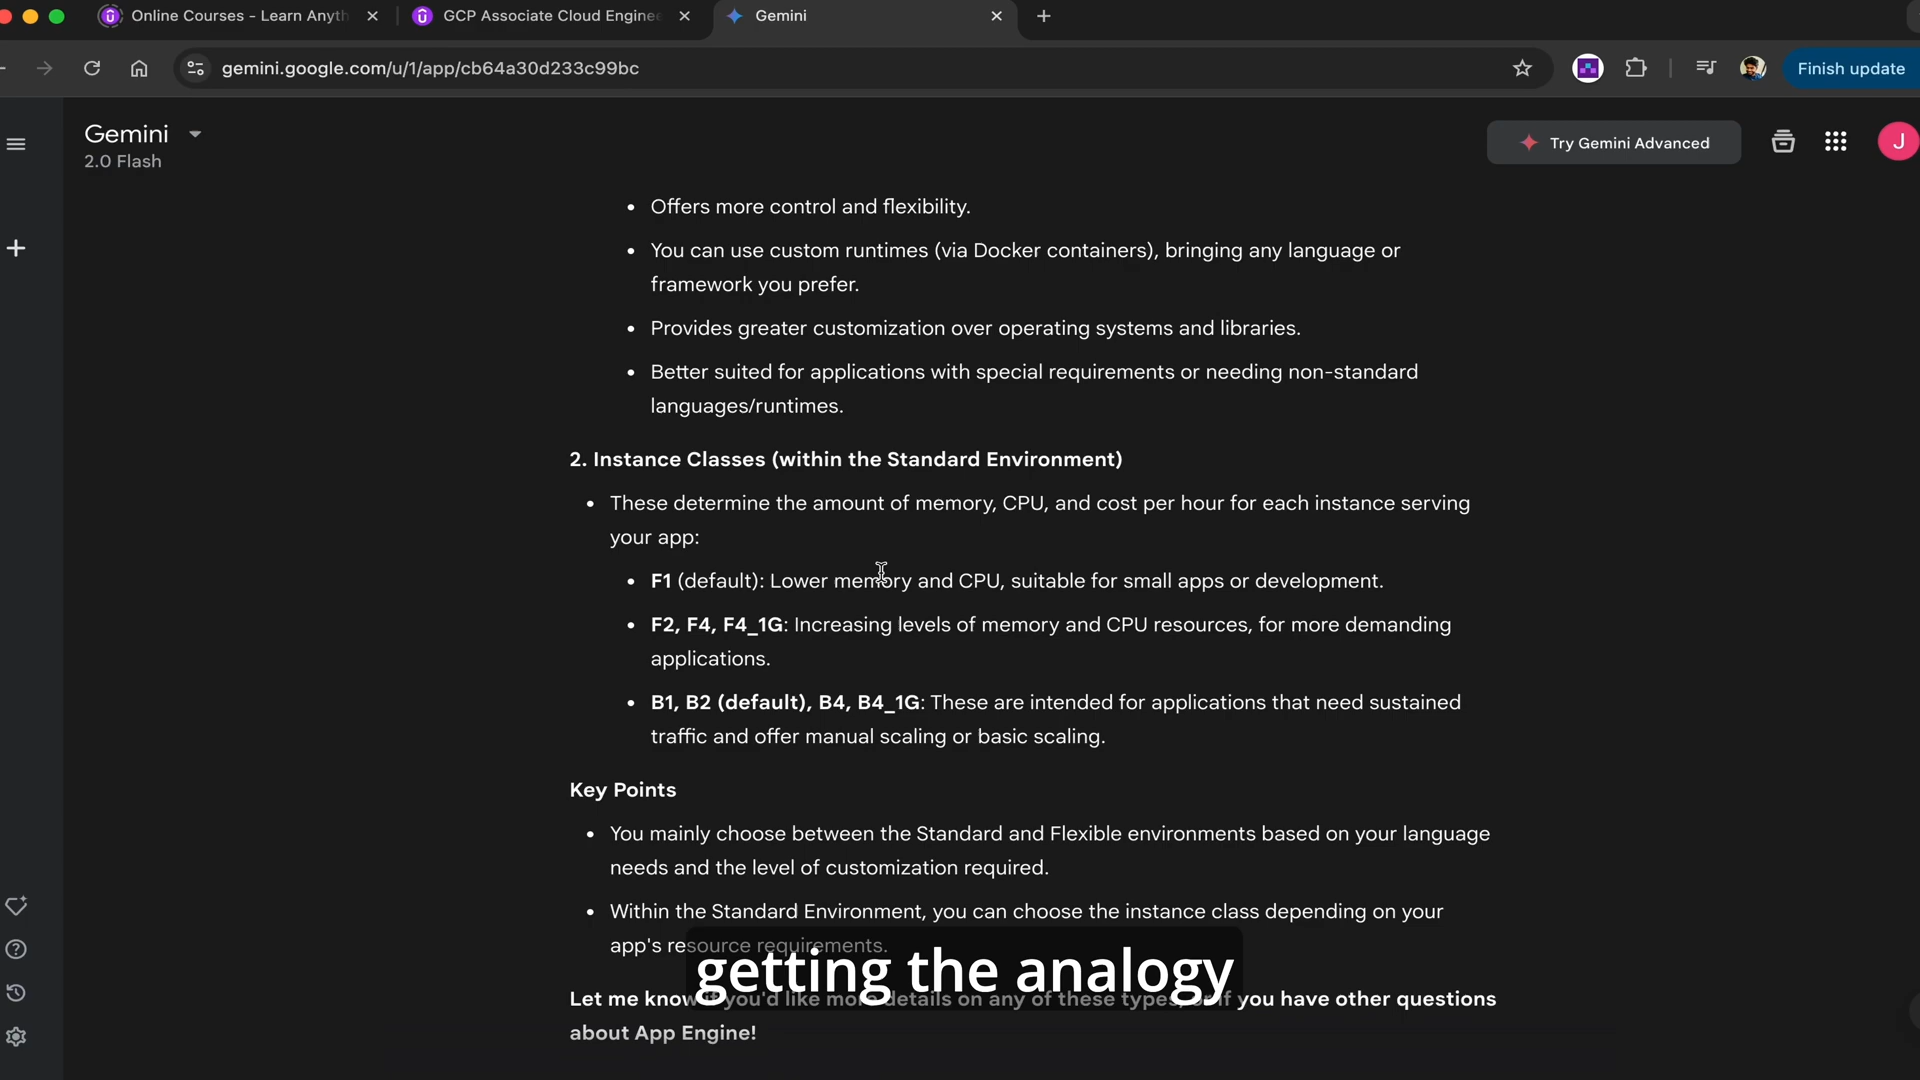 Online Courses - Learn Anyth
GCP Associate Cloud Enginee
Gemini
gemini.google.com/u/1/app/cb64a30d233c99bc
Finish update
Gemini
2.0 Flash
Try Gemini Advanced
J
• Offers more control and flexibility.
• You can use custom runtimes (via Docker containers), bringing any language or
framework you prefer.
• Provides greater customization over operating systems and libraries.
• Better suited for applications with special requirements or needing non-standard
languages/runtimes.
2. Instance Classes (within the Standard Environment)
• These determine the amount of memory, CPU, and cost per hour for each instance serving
your app:
• F1 (default): Lower memory and CPU, suitable for small apps or development.
• F2, F4, F4_1G: Increasing levels of memory and CPU resources, for more demanding
applications.
• B1, B2 (default), B4, B4_1G: These are intended for applications that need sustained
traffic and offer manual scaling or basic scaling.
Key Points
• You mainly choose between the Standard and Flexible environments based on your language
needs and the level of customization required.
• Within the Standard Environment, you can choose the instance class depending on your
app's resource requirements.
getting the analogy
Let me know if you'd like more details on any of these types, or if you have other questions
about App Engine!